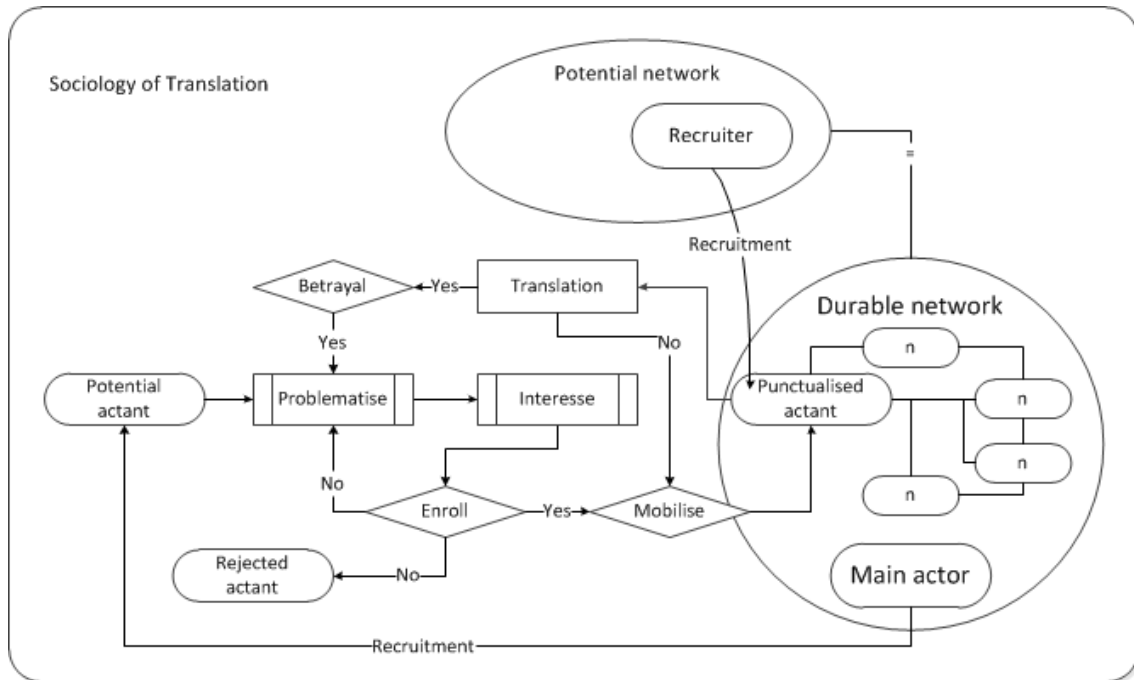 Sociology of Translation
Potential network
Recruiter
=
Recruitment
Betrayal
Yes
Translation
Durable network
Yes
No
n
Potential
actant
Problematise
Interesse
Punctualised
actant
n
n
No
n
Enroll
Yes
Mobilise
Rejected
actant
No
Main actor
Recruitment